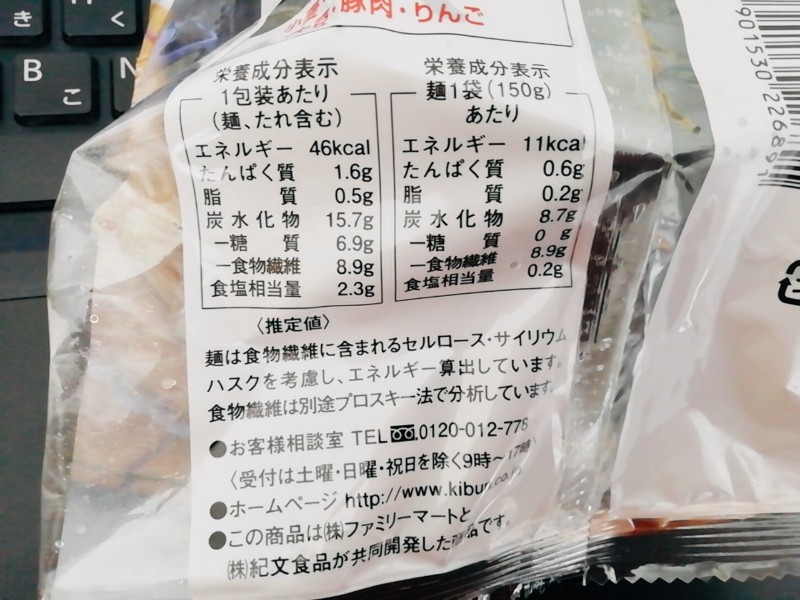 小麦・豚肉・りんご
栄養成分表示
1包装あたり
(麺、たれ含む)
エネルギー 46kcal
たんぱく質 1.6g
脂質 0.5g
炭水化物 15.7g
―糖質 6.9g
―食物繊維 8.9g
食塩相当量 2.3g
栄養成分表示
麺1袋(150g)
あたり
エネルギー 11kcal
たんぱく質 0.6g
脂質 0.2g
炭水化物 8.7g
―糖質 0g
―食物繊維 8.9g
食塩相当量 0.2g
〈推定値〉
麺は食物繊維に含まれるセルロース・サイリウム
ハスクを考慮し、エネルギー算出しています。
食物繊維は別途プロスキー法で分析しています。
●お客様相談室 TEL 0120-012-778
〈受付は土曜・日曜・祝日を除く9時~17時〉
●ホームページ http://www.kibun.co.jp
●この商品は(株)ファミリーマートと
(株)紀文食品が共同開発した商品です。
901530 22689
き
く
B
こ
N